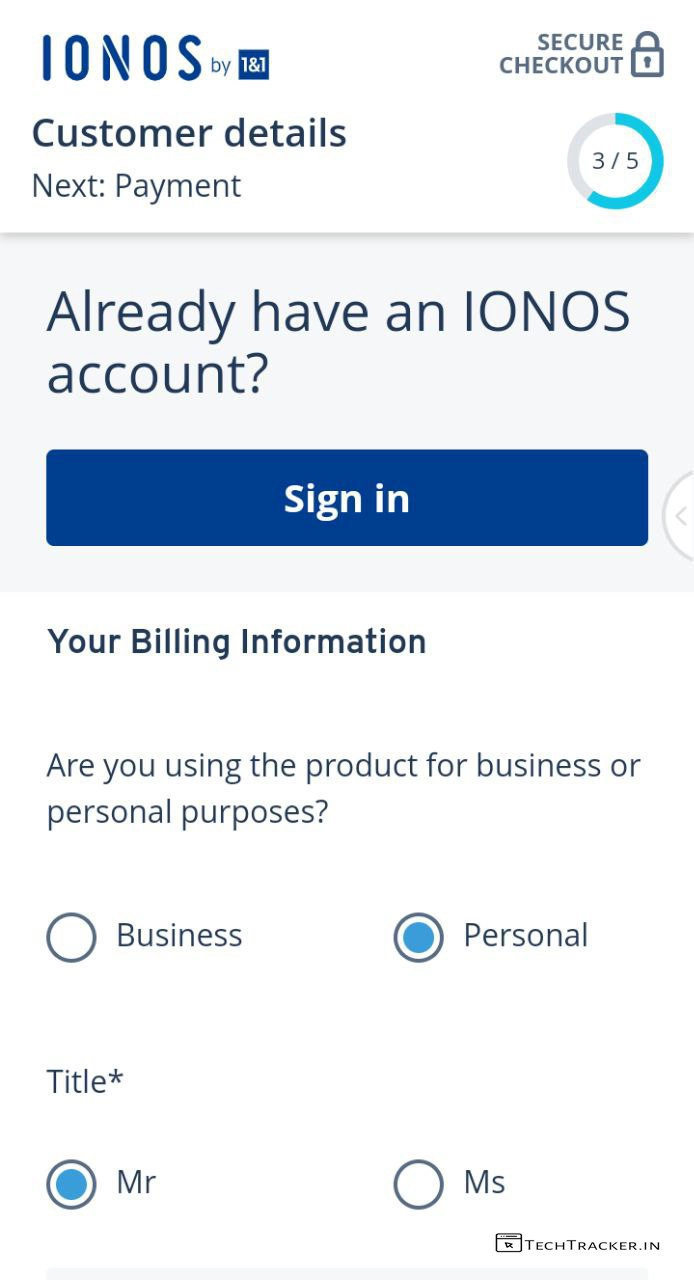 IONOS by 1&1
SECURE
CHECKOUT
Customer details
Next: Payment
3 / 5
Already have an IONOS
account?
Sign in
Your Billing Information
Are you using the product for business or
personal purposes?
Business
Personal
Title*
Mr
Ms
TECHTRACKER.IN